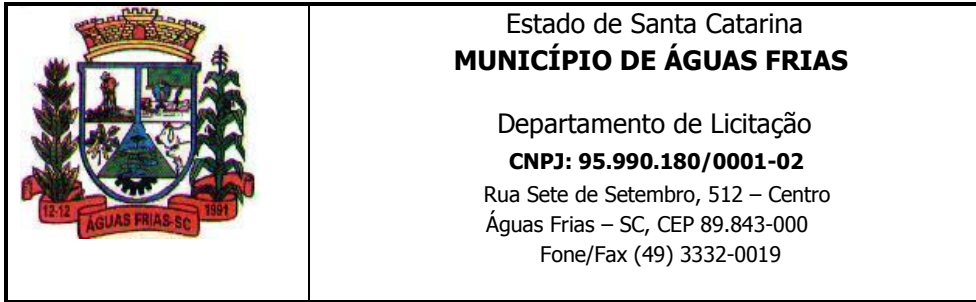 Estado de Santa Catarina
MUNICÍPIO DE ÁGUAS FRIAS
Departamento de Licitação
CNPJ: 95.990.180/0001-02
Rua Sete de Setembro, 512 – Centro
Águas Frias – SC, CEP 89.843-000
Fone/Fax (49) 3332-0019
12-12
ÁGUAS FRIAS-SC
1991